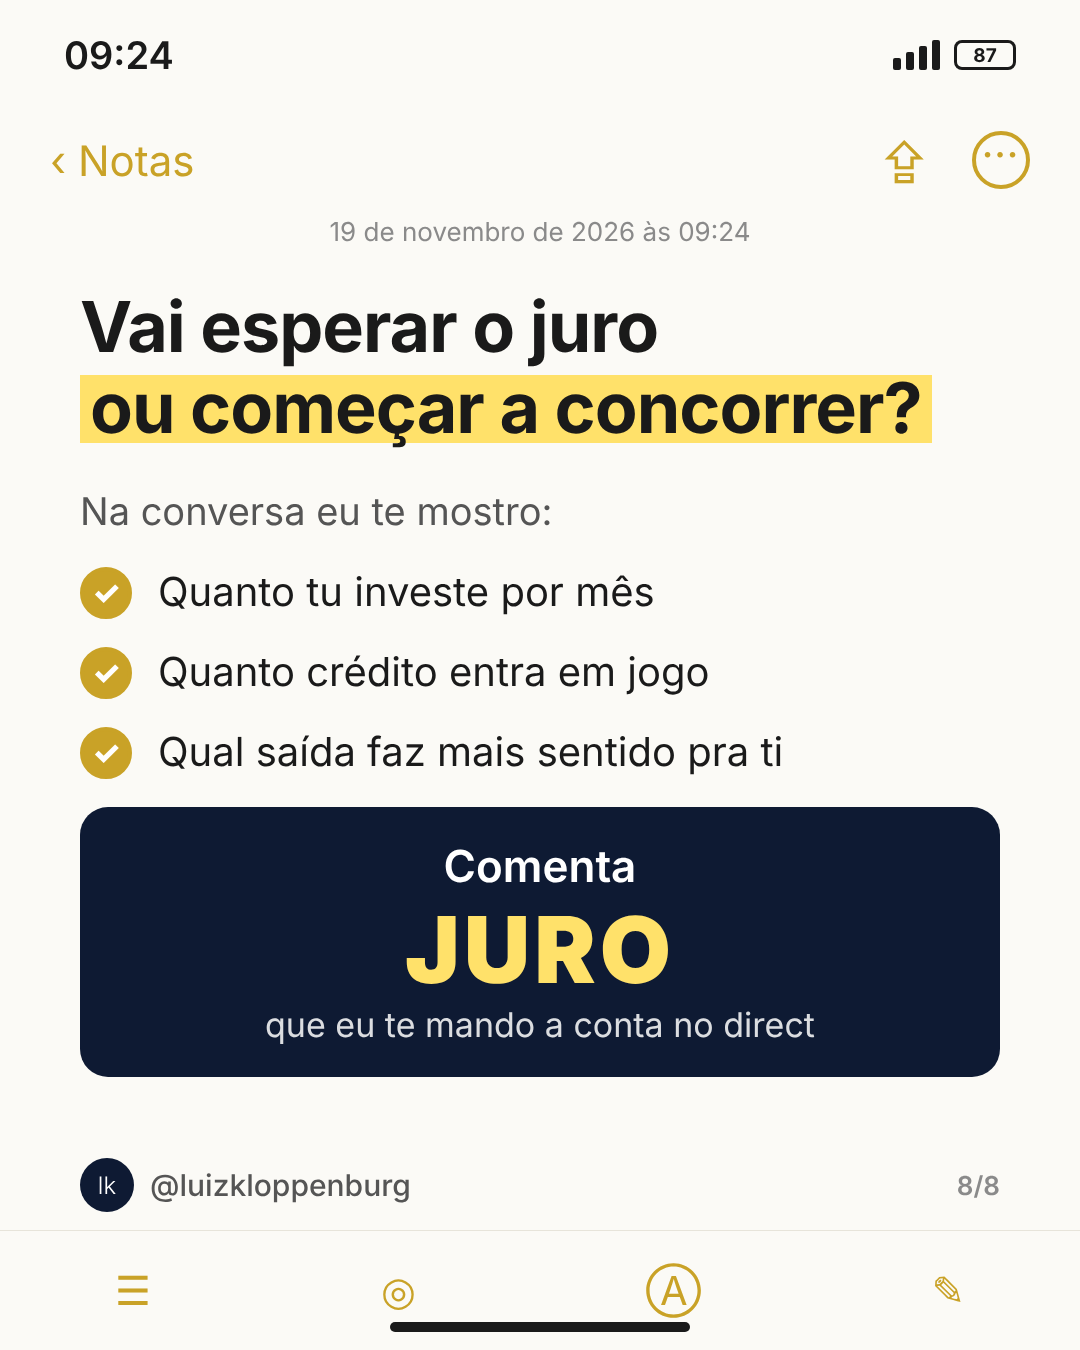 09:24
87
‹ Notas
19 de novembro de 2026 às 09:24
Vai esperar o juro
ou começar a concorrer?
Na conversa eu te mostro:
Quanto tu investe por mês
Quanto crédito entra em jogo
Qual saída faz mais sentido pra ti
Comenta
JURO
que eu te mando a conta no direct
lk @luizkloppenburg
8/8
A